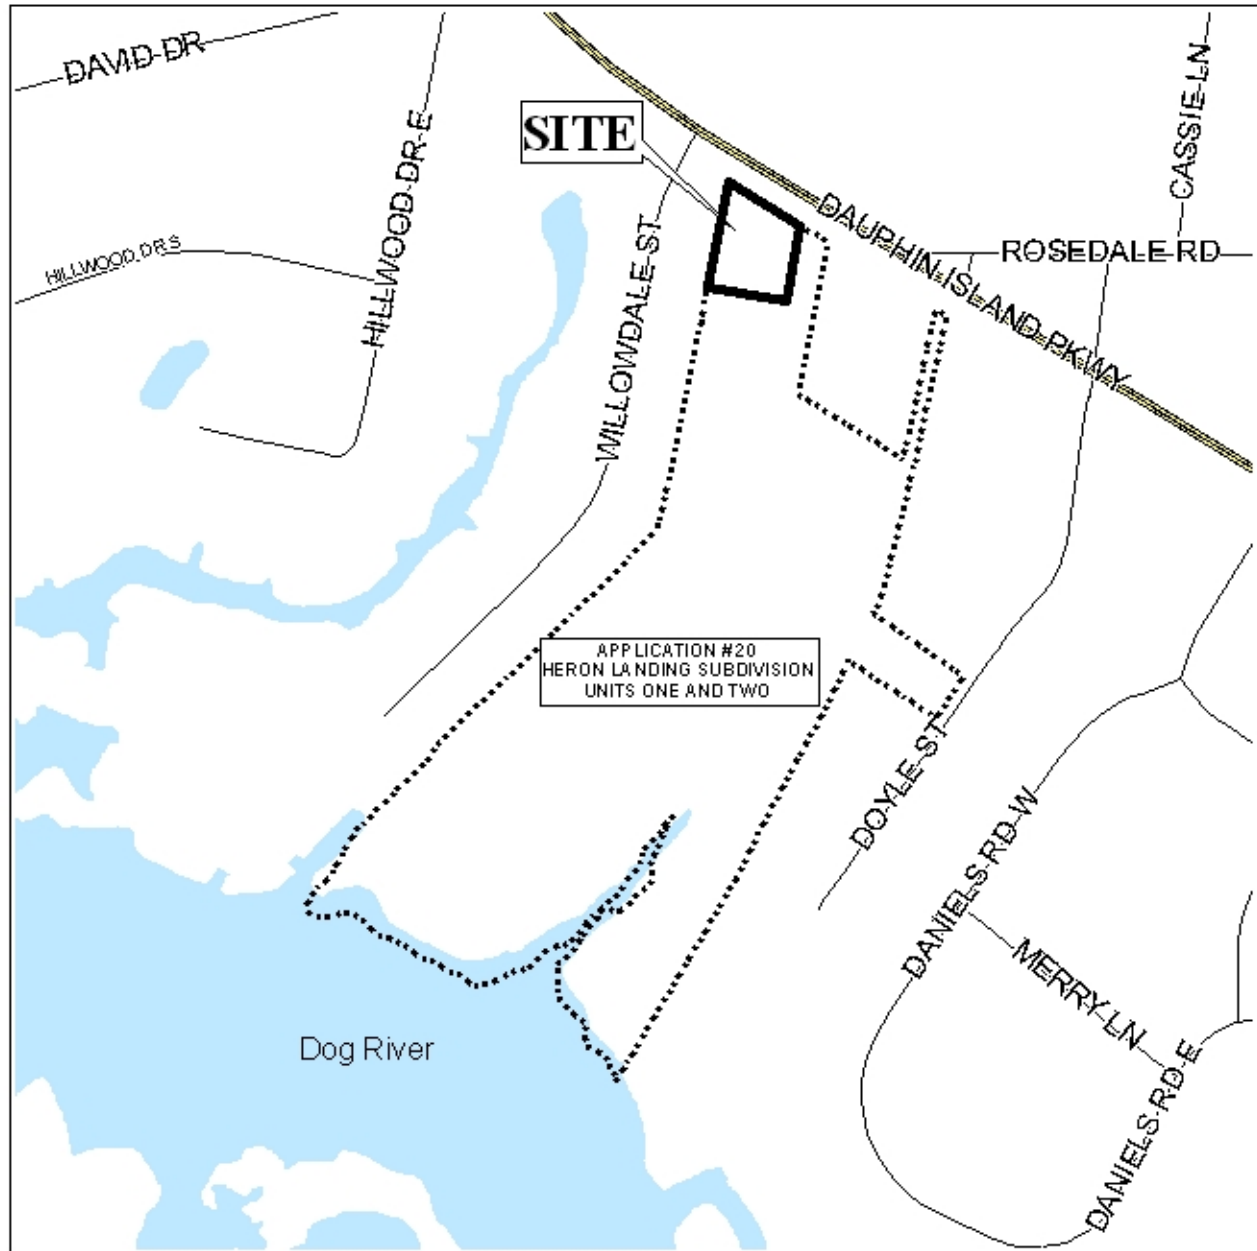 DAVID DR
SITE
CASSIE LN
HILLWOOD DR E
HILLWOOD DR S
WILLOWDALE ST
DAUPHIN ISLAND PKWY
ROSEDALE RD
APPLICATION #20
HERON LANDING SUBDIVISION
UNITS ONE AND TWO
DOYLE ST
DANIELS RD W
MERRY LN
Dog River
DANIELS RD E